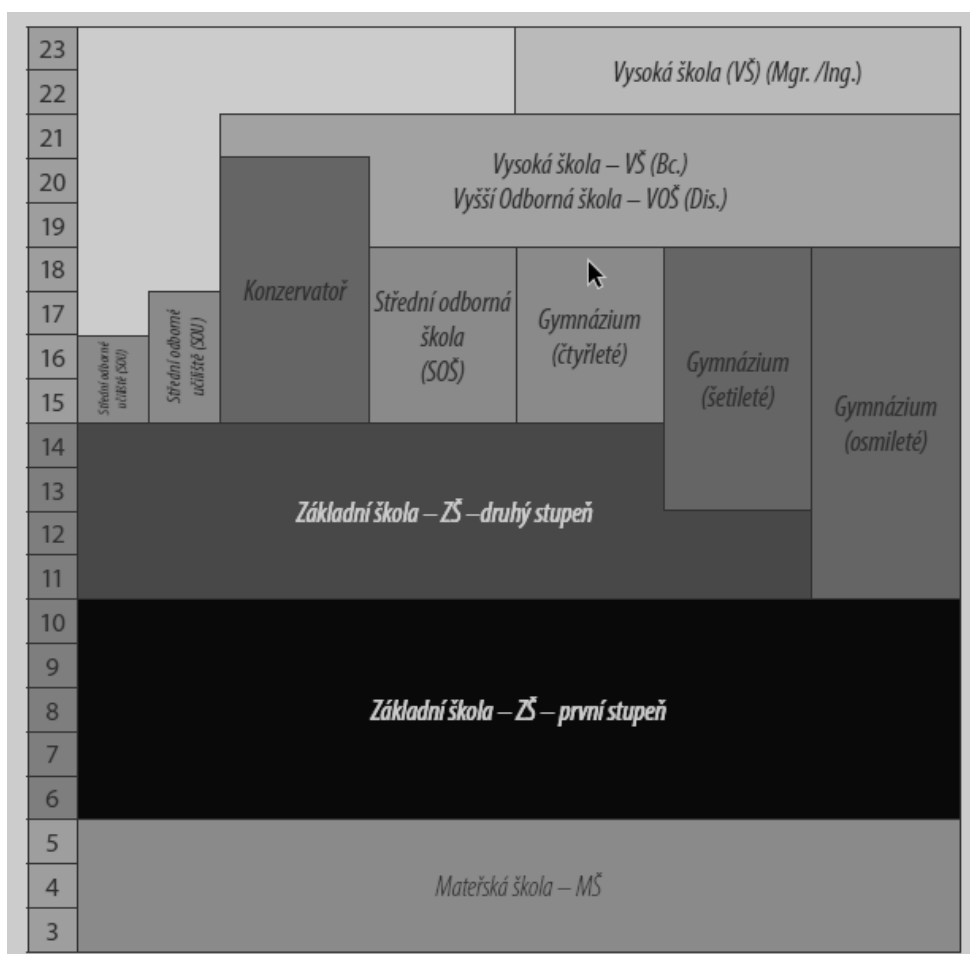 23
Vysoká škola (VŠ) (Mgr. /Ing.)
22
21
Vysoká škola – VŠ (Bc.)
20
Vyšší Odborná škola – VOŠ (Dis.)
19
18
Konzervatoř
17
Střední odborné
učiliště (SOU)
Střední odborné
učiliště (SOU)
Střední odborná
škola
(SOŠ)
Gymnázium
(čtyřleté)
16
Gymnázium
(šetileté)
15
Gymnázium
(osmileté)
14
13
Základní škola – ZŠ –druhý stupeň
12
11
10
9
8
Základní škola – ZŠ – první stupeň
7
6
5
4
Mateřská škola – MŠ
3